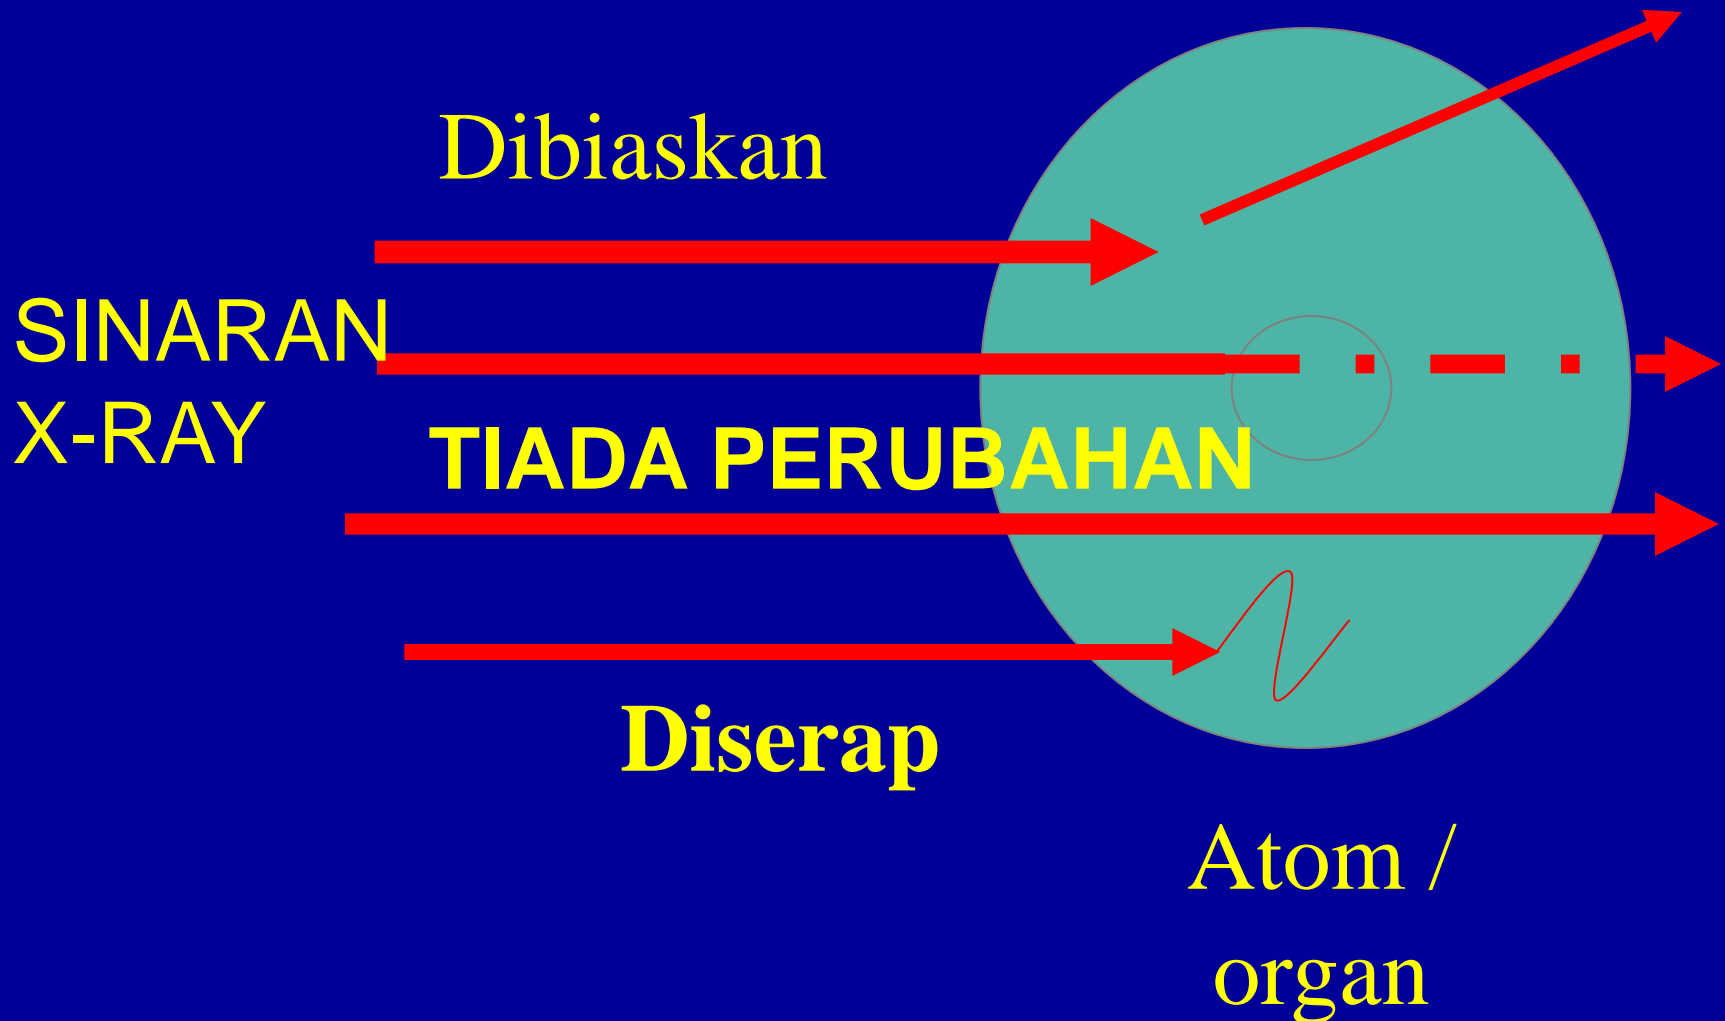 Dibiaskan
SINARAN
X-RAY
TIADA PERUBAHAN
Diserap
Atom /
organ